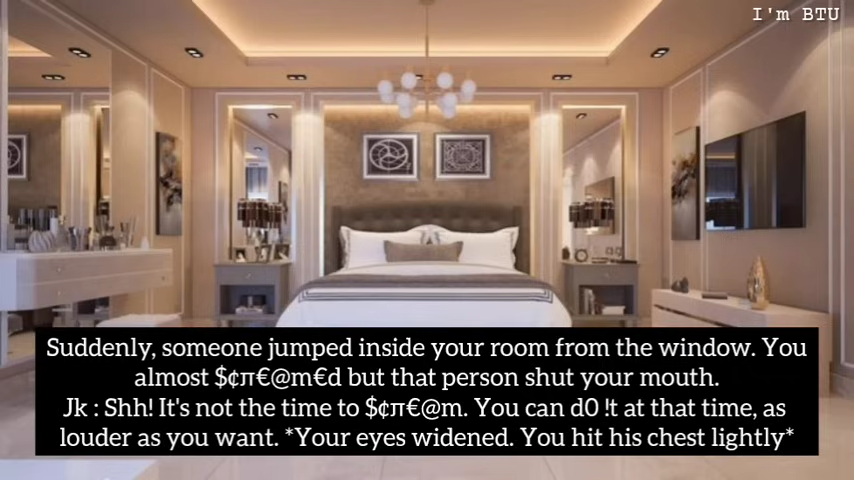 I'm BTU
Suddenly, someone jumped inside your room from the window. You
almost $¢π€@m€d but that person shut your mouth.
Jk : Shh! It's not the time to $¢π€@m. You can d0 !t at that time, as
louder as you want. *Your eyes widened. You hit his chest lightly*